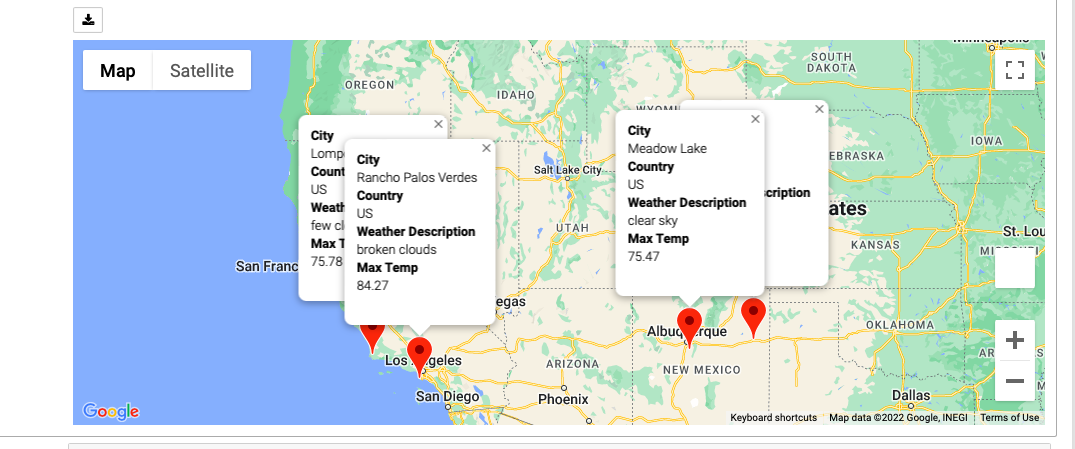 Map
Satellite
OREGON
IDAHO
SOUTH
DAKOTA
IOWA
Salt Lake City
UTAH
KANSAS
St. Lou
San Franc
City
Lomp
Count
US
Weath
few cl
Max T
75.78
City
Rancho Palos Verdes
Country
US
Weather Description
broken clouds
Max Temp
84.27
City
Meadow Lake
Country
US
Weather Description
clear sky
Max Temp
75.47
scription
EBRASKA
ates
egas
Los Angeles
San Diego
ARIZONA
Phoenix
Albuquerque
NEW MEXICO
OKLAHOMA
Dallas
Google
Keyboard shortcuts
Map data ©2022 Google, INEGI
Terms of Use